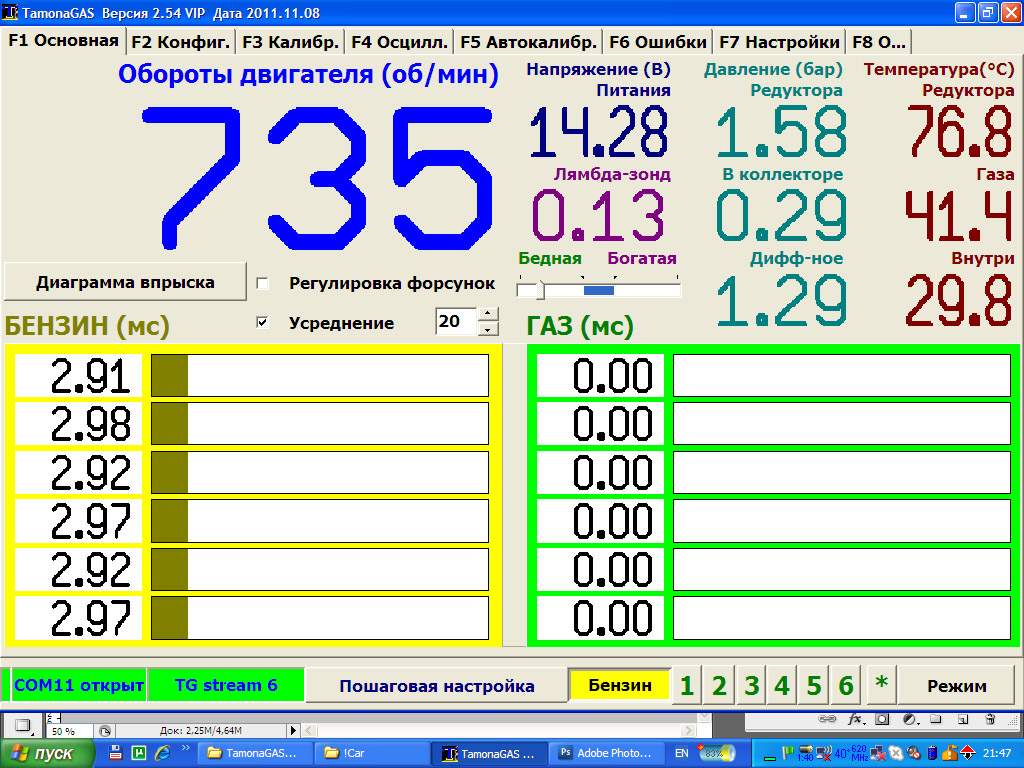 TamonaGAS Версия 2.54 VIP Дата 2011.11.08
F1 Основная F2 Конфиг. F3 Калибр. F4 Осцилл. F5 Автокалибр. F6 Ошибки F7 Настройки F8 О...
Обороты двигателя (об/мин)
735
Напряжение (В) Давление (бар) Температура(°C)
Питания Редуктора Редуктора
14.28 1.58 76.8
Лямбда-зонд В коллекторе Газа
0.13 0.29 41.4
Бедная Богатая Дифф-ное Внутри
1.29 29.8
Диаграмма впрыска Регулировка форсунок
Усреднение 20
БЕНЗИН (мс) ГАЗ (мс)
2.91 0.00
2.98 0.00
2.92 0.00
2.97 0.00
2.92 0.00
2.97 0.00
COM11 открыт TG stream 6 Пошаговая настройка Бензин 1 2 3 4 5 6 * Режим
50 % Док: 2,25M/4,64M
пуск TamonaGAS... !Car TamonaGAS ... Adobe Photo... EN 83% 1:40 40° 620 MHz 21:47